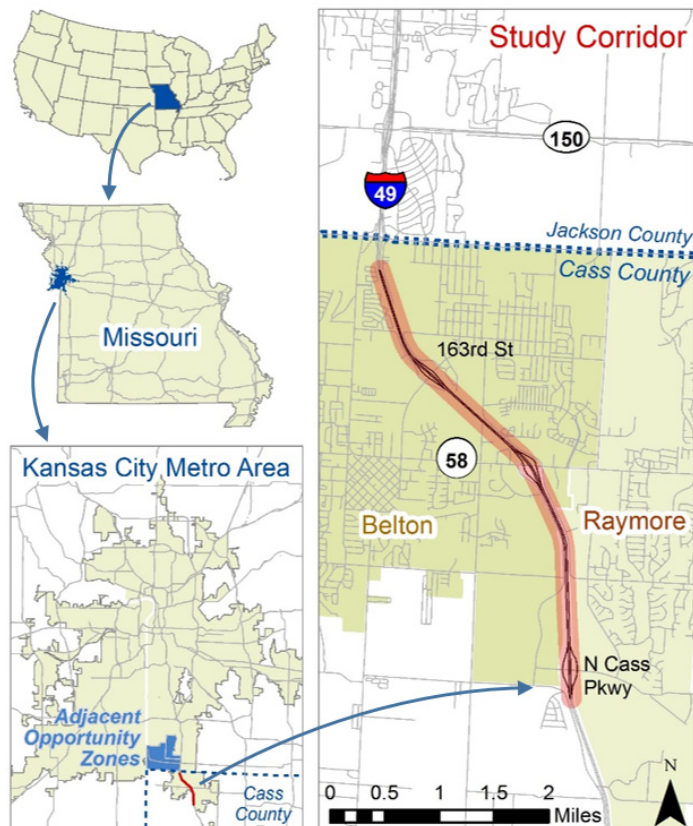 Missouri
Kansas City Metro Area
Adjacent
Opportunity
Zones
Cass
County
Study Corridor
150
49
Jackson County
Cass County
163rd St
58
Belton
Raymore
N Cass
Pkwy
N
0 0.5 1 1.5 2
Miles